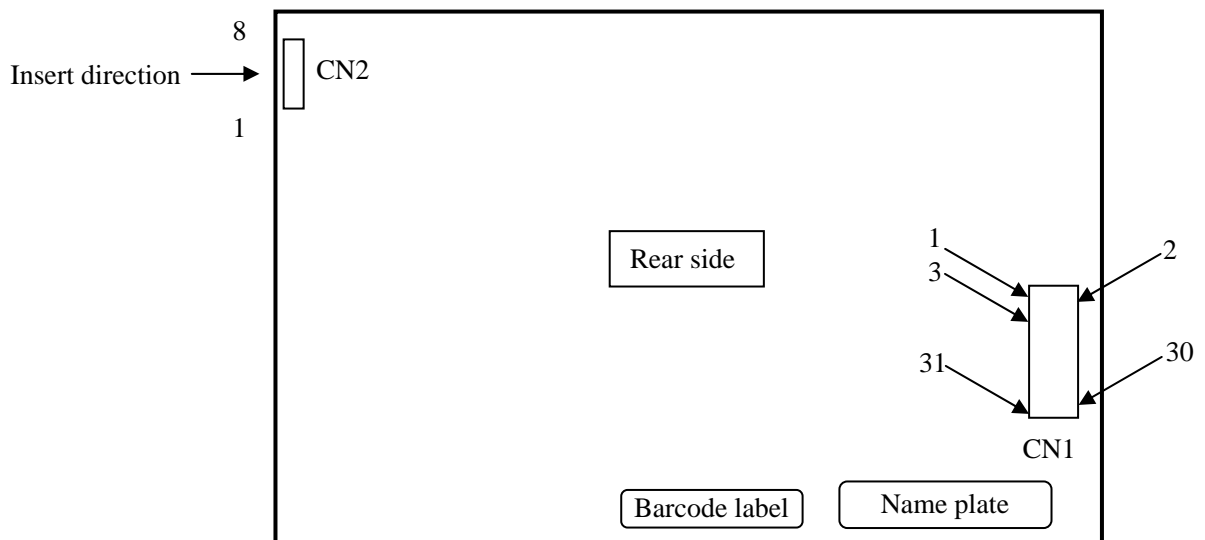 8
Insert direction
CN2
1
Rear side
1
2
3
31
30
CN1
Barcode label
Name plate